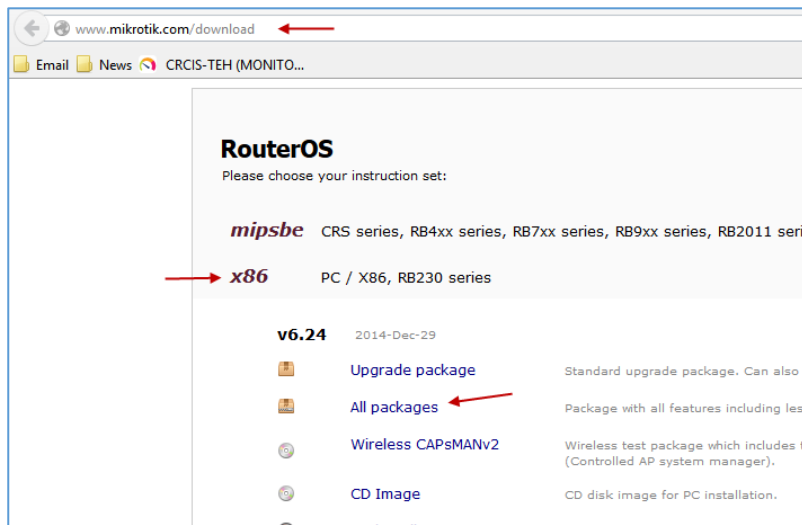 www.mikrotik.com/download
Email News CRCIS-TEH (MONITO...
RouterOS
Please choose your instruction set:
mipsbe CRS series, RB4xx series, RB7xx series, RB9xx series, RB2011 seri
x86 PC / X86, RB230 series
v6.24 2014-Dec-29
Upgrade package Standard upgrade package. Can also
All packages Package with all features including les
Wireless CAPsMANv2 Wireless test package which includes
(Controlled AP system manager).
CD Image CD disk image for PC installation.